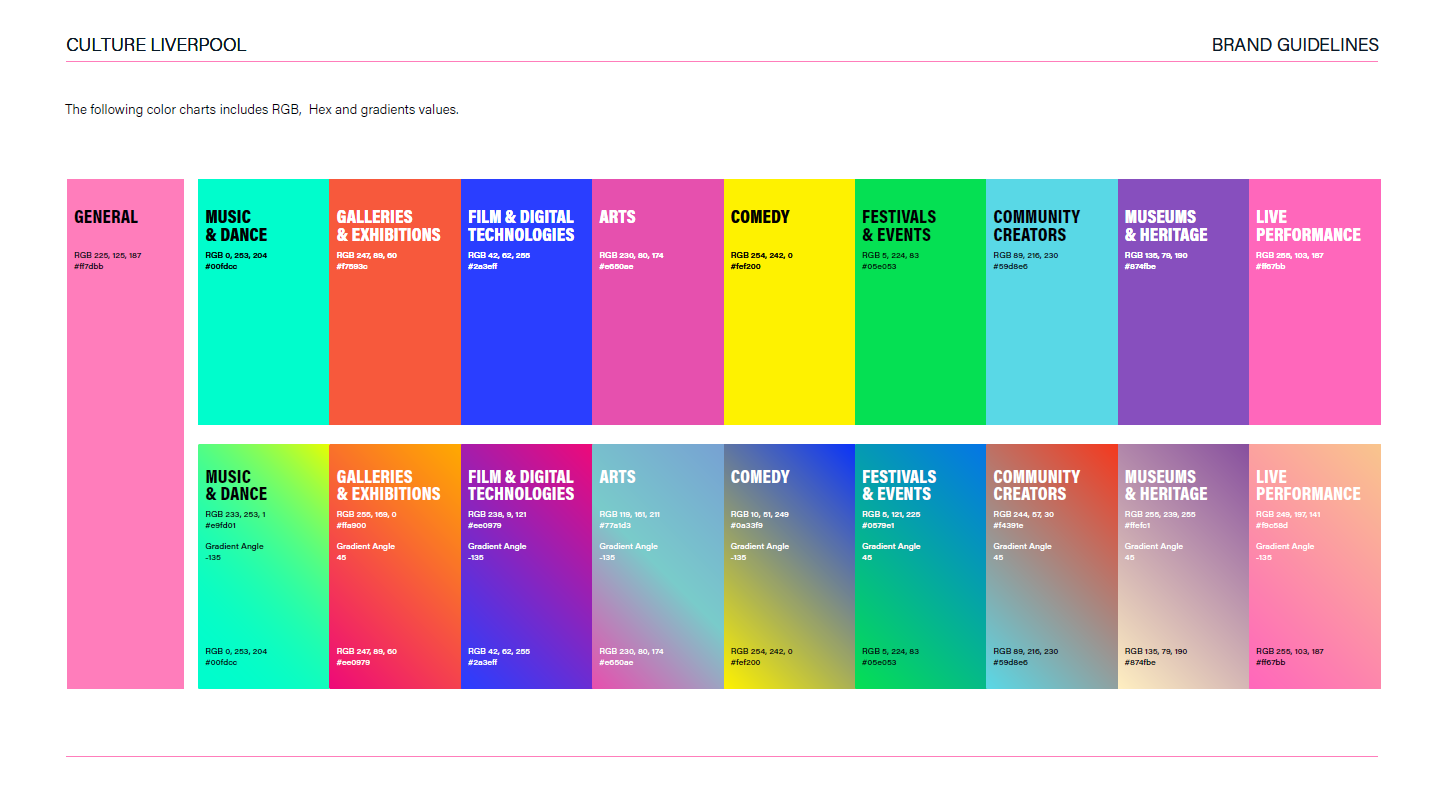 CULTURE LIVERPOOL
BRAND GUIDELINES
The following color charts includes RGB,  Hex and gradients values.
GENERAL
RGB 225, 125, 187
#ff7dbb
MUSIC
& DANCE
RGB 0, 253, 204
#00fdcc
GALLERIES
& EXHIBITIONS
RGB 247, 89, 60
#f7593c
FILM & DIGITAL
TECHNOLOGIES
RGB 42, 62, 255
#2a3eff
ARTS
RGB 230, 80, 174
#e650ae
COMEDY
RGB 254, 242, 0
#fef200
FESTIVALS
& EVENTS
RGB 5, 224, 83
#05e053
COMMUNITY
CREATORS
RGB 89, 216, 230
#59d8e6
MUSEUMS
& HERITAGE
RGB 135, 79, 190
#874fbe
LIVE
PERFORMANCE
RGB 255, 103, 187
#ff67bb
MUSIC
& DANCE
RGB 233, 253, 1
#e9fd01
Gradient Angle
-135
RGB 0, 253, 204
#00fdcc
GALLERIES
& EXHIBITIONS
RGB 255, 169, 0
#ffa900
Gradient Angle
45
RGB 247, 89, 60
#ee0979
FILM & DIGITAL
TECHNOLOGIES
RGB 238, 9, 121
#ee0979
Gradient Angle
-135
RGB 42, 62, 255
#2a3eff
ARTS
RGB 119, 161, 211
#77a1d3
Gradient Angle
-135
RGB 230, 80, 174
#e650ae
COMEDY
RGB 10, 51, 249
#0a33f9
Gradient Angle
-135
RGB 254, 242, 0
#fef200
FESTIVALS
& EVENTS
RGB 5, 121, 225
#0579e1
Gradient Angle
45
RGB 5, 224, 83
#05e053
COMMUNITY
CREATORS
RGB 244, 57, 30
#f4391e
Gradient Angle
45
RGB 89, 216, 230
#59d8e6
MUSEUMS
& HERITAGE
RGB 255, 239, 255
#ffefc1
Gradient Angle
45
RGB 135, 79, 190
#874fbe
LIVE
PERFORMANCE
RGB 249, 197, 141
#f9c58d
Gradient Angle
-135
RGB 255, 103, 187
#ff67bb